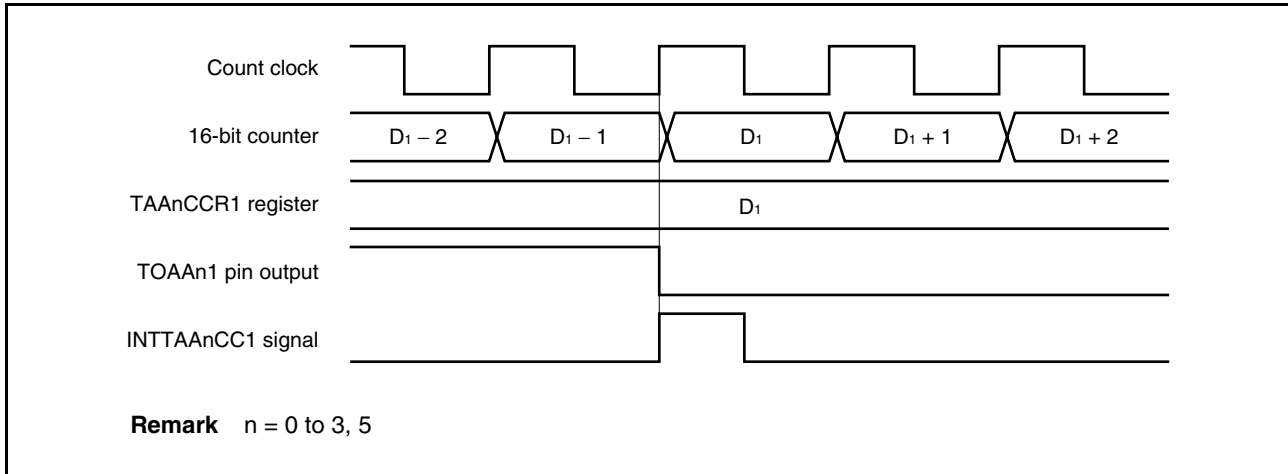 Count clock
16-bit counter D₁ − 2 D₁ − 1 D₁ D₁ + 1 D₁ + 2
TAAnCCR1 register D₁
TOAAn1 pin output
INTTAAnCC1 signal
Remark n = 0 to 3, 5